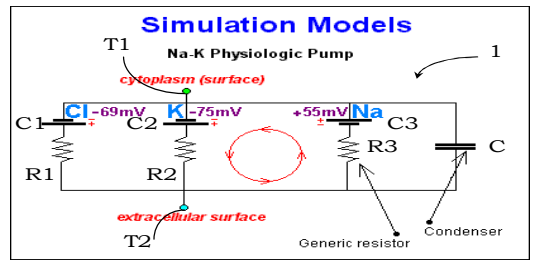 Simulation Models
T1
Na-K Physiologic Pump
1
cytoplasm (surface)
Cl -69mV K -75mV +55mV Na
C1 - + C2 - + ± C3 C
R1 R2 R3
extracellular surface
T2
Generic resistor
Condenser